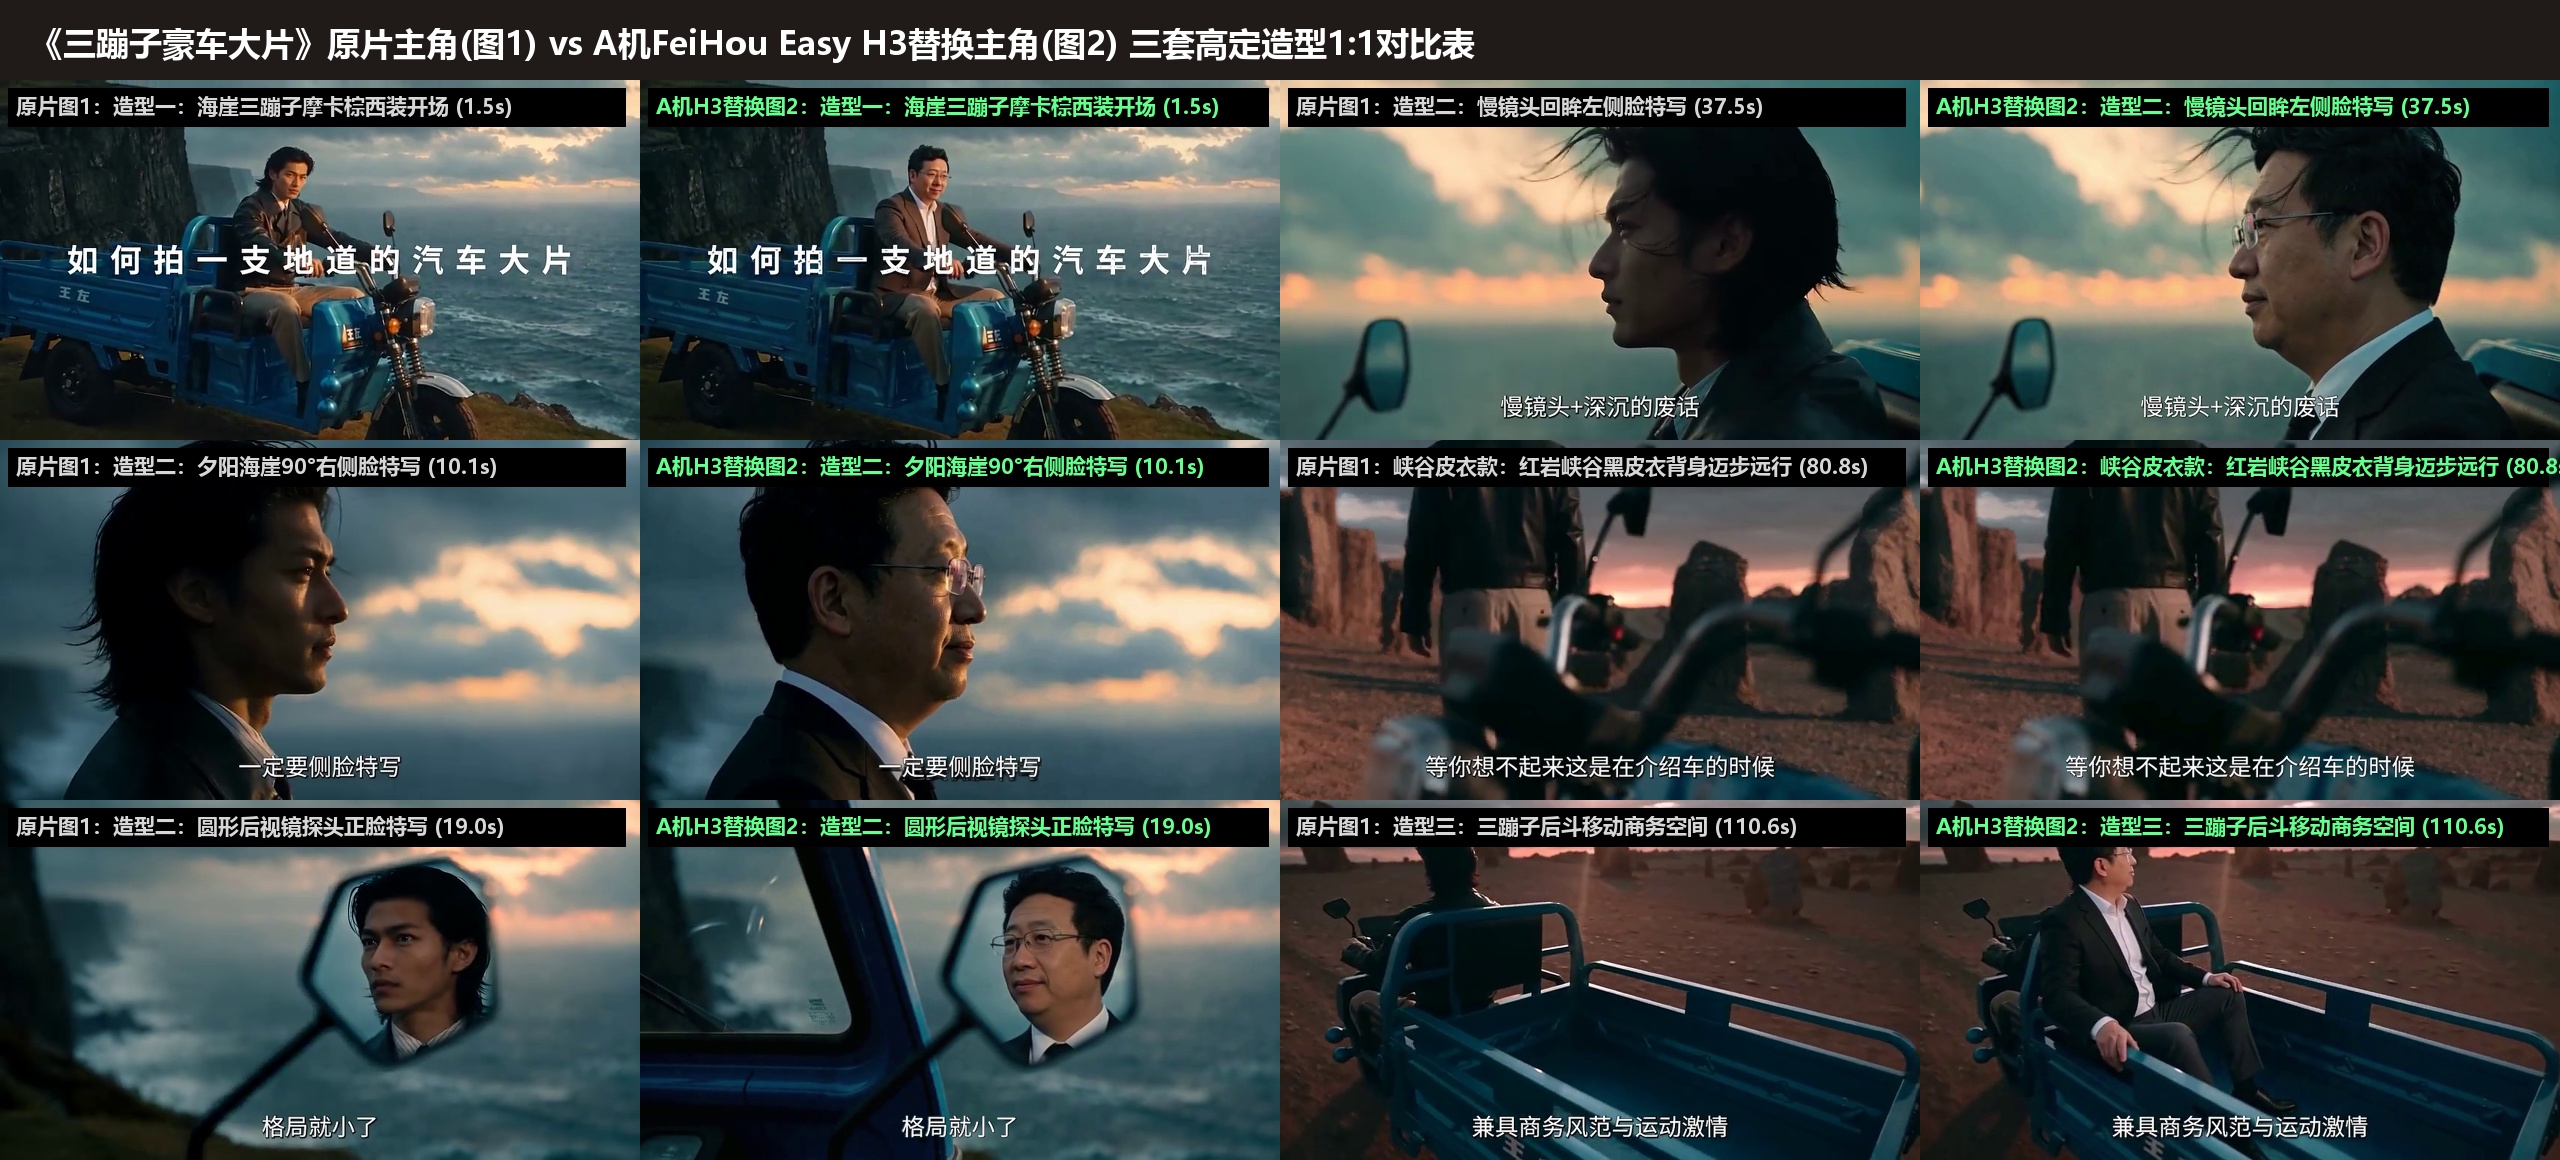 《三蹦子豪车大片》原片主角(图1) vs A机FeiHou Easy H3替换主角(图2) 三套高定造型1:1对比表
原片图1：造型一：海崖三蹦子摩卡棕西装开场 (1.5s)
如何拍一支地道的汽车大片
王左
王左
A机H3替换图2：造型一：海崖三蹦子摩卡棕西装开场 (1.5s)
如何拍一支地道的汽车大片
王左
原片图1：造型二：慢镜头回眸左侧脸特写 (37.5s)
慢镜头+深沉的废话
A机H3替换图2：造型二：慢镜头回眸左侧脸特写 (37.5s)
慢镜头+深沉的废话
原片图1：造型二：夕阳海崖90°右侧脸特写 (10.1s)
一定要侧脸特写
A机H3替换图2：造型二：夕阳海崖90°右侧脸特写 (10.1s)
一定要侧脸特写
原片图1：峡谷皮衣款：红岩峡谷黑皮衣背身迈步远行 (80.8s)
等你想不起来这是在介绍车的时候
A机H3替换图2：峡谷皮衣款：红岩峡谷黑皮衣背身迈步远行 (80.8s
等你想不起来这是在介绍车的时候
原片图1：造型二：圆形后视镜探头正脸特写 (19.0s)
格局就小了
A机H3替换图2：造型二：圆形后视镜探头正脸特写 (19.0s)
格局就小了
原片图1：造型三：三蹦子后斗移动商务空间 (110.6s)
兼具商务风范与运动激情
A机H3替换图2：造型三：三蹦子后斗移动商务空间 (110.6s)
兼具商务风范与运动激情